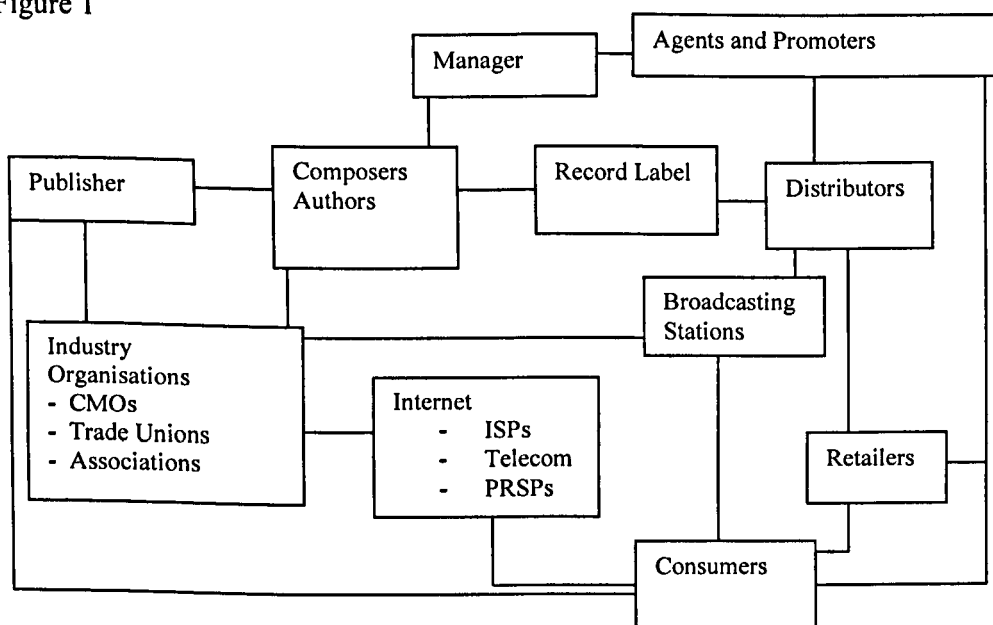 Figure 1
Agents and Promoters
Manager
Publisher
Composers
Authors
Record Label
Distributors
Broadcasting
Stations
Industry
Organisations
- CMOs
- Trade Unions
- Associations
Internet
- ISPs
- Telecom
- PRSPs
Retailers
Consumers